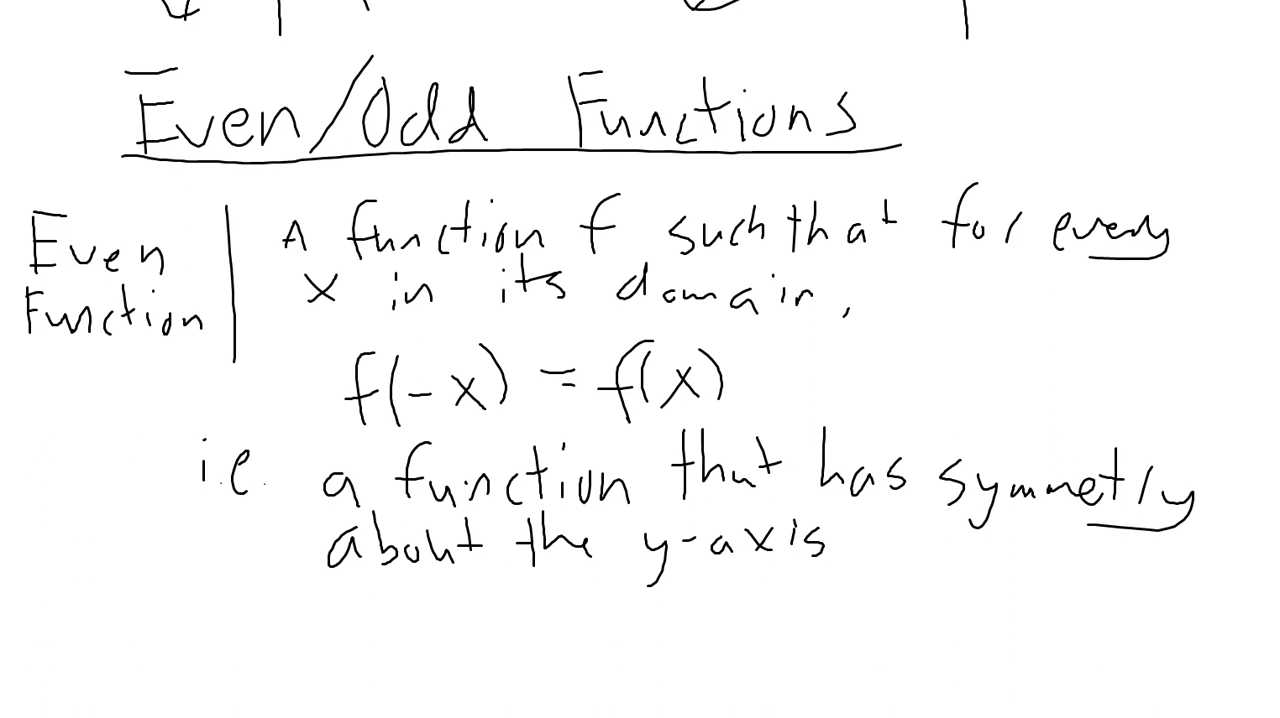 Even/Odd Functions
Even Function
A function f such that for every
x in its domain,
f(-x) = f(x)
i.e. a function that has symmetry
about the y-axis